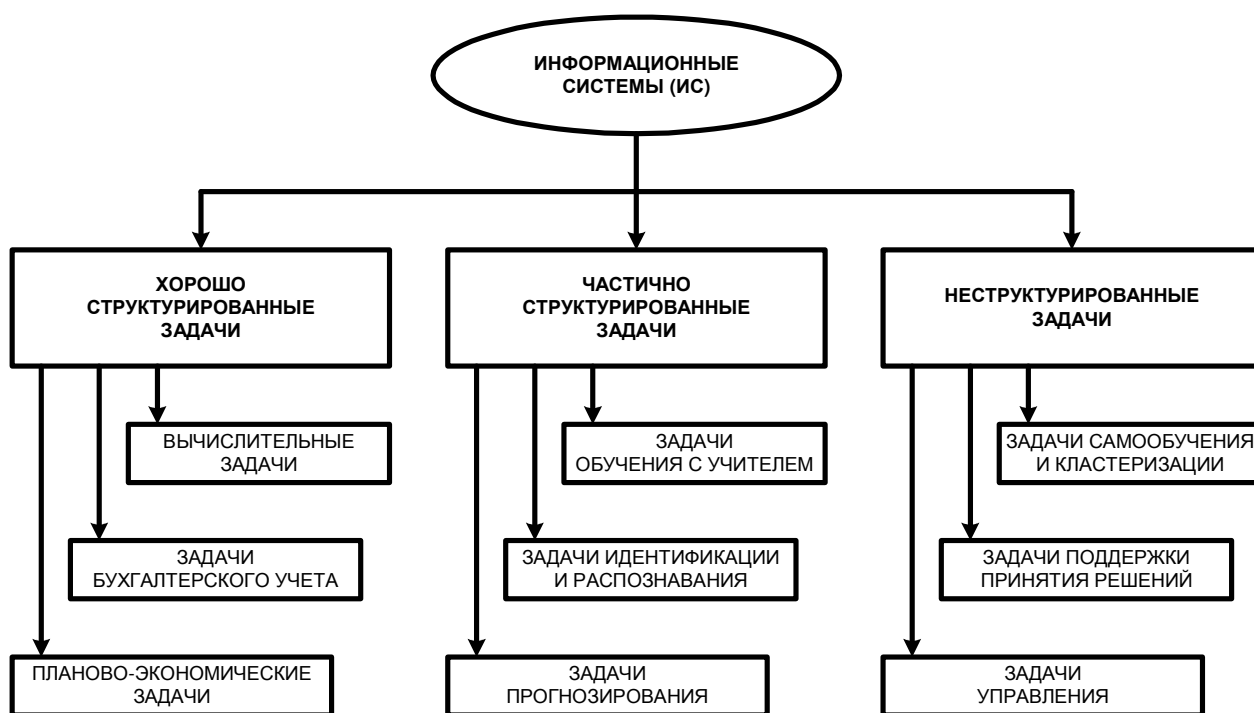 ИНФОРМАЦИОННЫЕ
СИСТЕМЫ (ИС)
ХОРОШО
СТРУКТУРИРОВАННЫЕ
ЗАДАЧИ
ЧАСТИЧНО
СТРУКТУРИРОВАННЫЕ
ЗАДАЧИ
НЕСТРУКТУРИРОВАННЫЕ
ЗАДАЧИ
ВЫЧИСЛИТЕЛЬНЫЕ
ЗАДАЧИ
ЗАДАЧИ
ОБУЧЕНИЯ С УЧИТЕЛЕМ
ЗАДАЧИ САМООБУЧЕНИЯ
И КЛАСТЕРИЗАЦИИ
ЗАДАЧИ
БУХГАЛТЕРСКОГО УЧЕТА
ЗАДАЧИ ИДЕНТИФИКАЦИИ
И РАСПОЗНАВАНИЯ
ЗАДАЧИ ПОДДЕРЖКИ
ПРИНЯТИЯ РЕШЕНИЙ
ПЛАНОВО-ЭКОНОМИЧЕСКИЕ
ЗАДАЧИ
ЗАДАЧИ
ПРОГНОЗИРОВАНИЯ
ЗАДАЧИ
УПРАВЛЕНИЯ